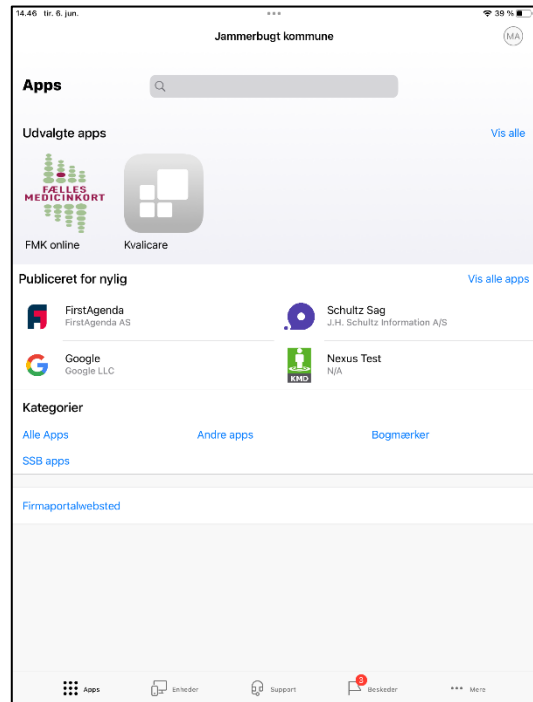 14.46 tir. 6. jun.
39 %
Jammerbugt kommune
MA
Apps
Udvalgte apps
Vis alle
FÆLLES
MEDICINKORT
FMK online
Kvalicare
Publiceret for nylig
Vis alle apps
FirstAgenda
FirstAgenda AS
Schultz Sag
J.H. Schultz Information A/S
Google
Google LLC
KMD
Nexus Test
N/A
Kategorier
Alle Apps
Andre apps
Bogmærker
SSB apps
Firmaportalwebsted
3
Apps
Enheder
Support
Beskeder
Mere